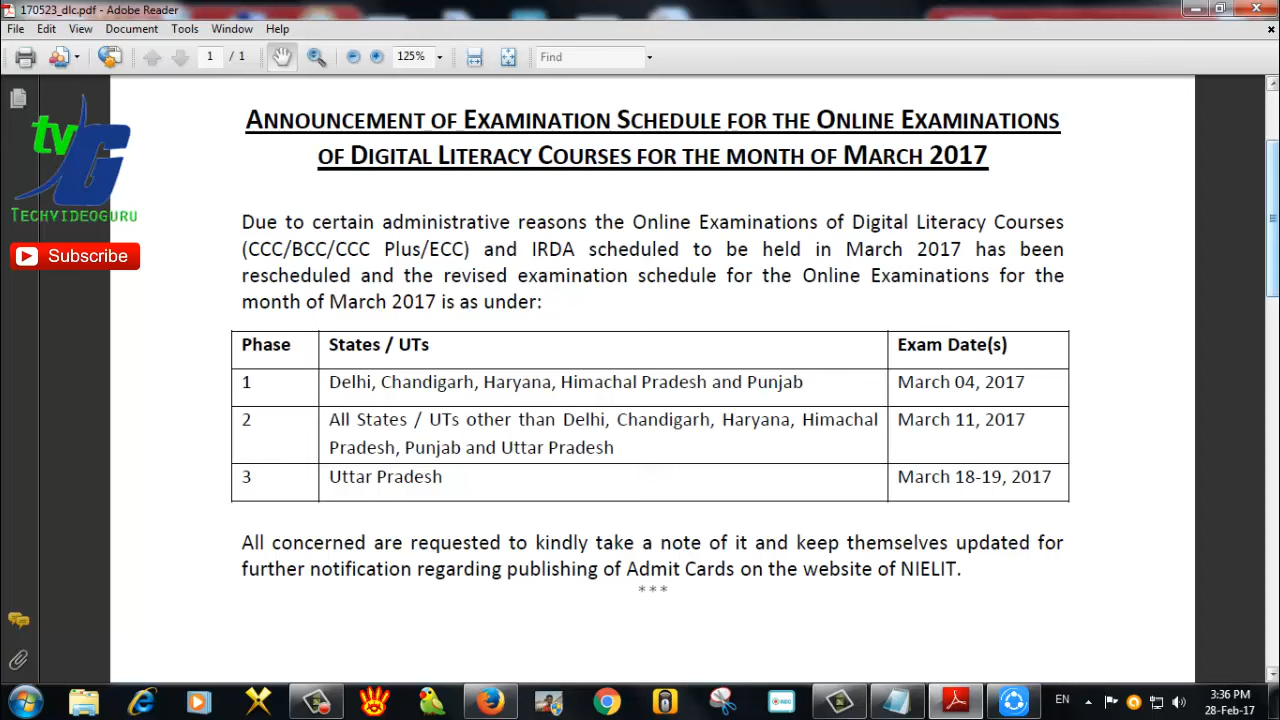 170523_dlc.pdf - Adobe Reader
File Edit View Document Tools Window Help
1 / 1 125% Find
ANNOUNCEMENT OF EXAMINATION SCHEDULE FOR THE ONLINE EXAMINATIONS
OF DIGITAL LITERACY COURSES FOR THE MONTH OF MARCH 2017
tv G
TECHVIDEOGURU
Subscribe
Due to certain administrative reasons the Online Examinations of Digital Literacy Courses
(CCC/BCC/CCC Plus/ECC) and IRDA scheduled to be held in March 2017 has been
rescheduled and the revised examination schedule for the Online Examinations for the
month of March 2017 is as under:
Phase States / UTs Exam Date(s)
1 Delhi, Chandigarh, Haryana, Himachal Pradesh and Punjab March 04, 2017
2 All States / UTs other than Delhi, Chandigarh, Haryana, Himachal March 11, 2017
Pradesh, Punjab and Uttar Pradesh
3 Uttar Pradesh March 18-19, 2017
All concerned are requested to kindly take a note of it and keep themselves updated for
further notification regarding publishing of Admit Cards on the website of NIELIT.
***
EN 3:36 PM
28-Feb-17